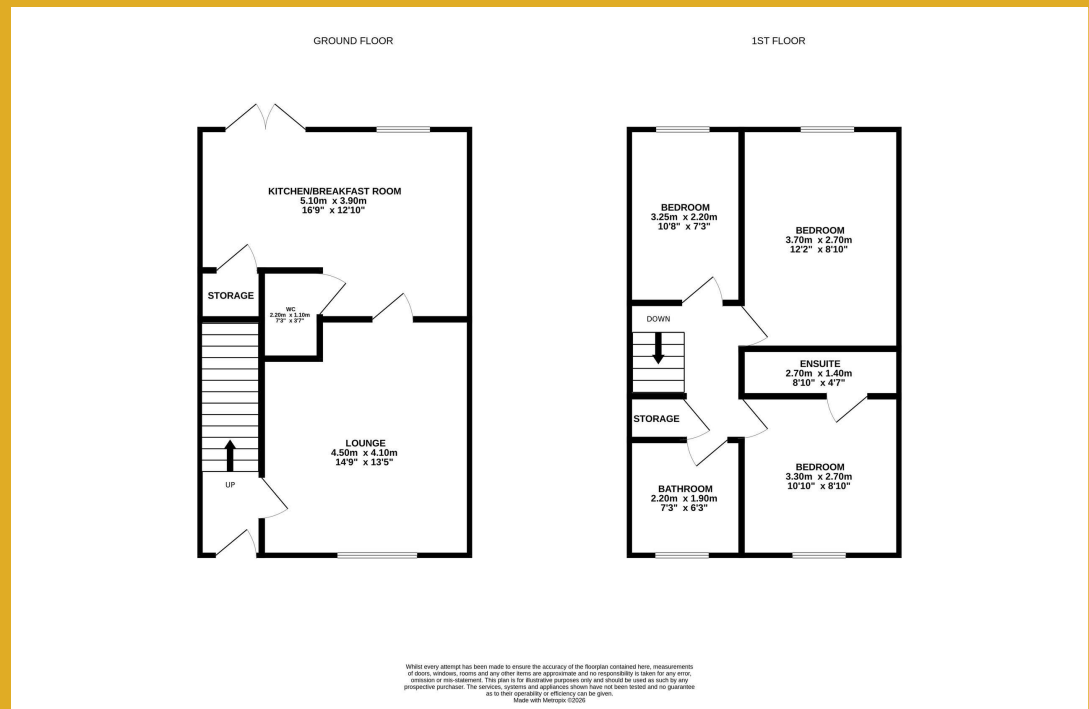 GROUND FLOOR
KITCHEN/BREAKFAST ROOM
5.10m x 3.90m
16'9" x 12'10"
STORAGE
WC
2.20m x 1.10m
7'3" x 3'7"
LOUNGE
4.50m x 4.10m
14'9" x 13'5"
UP
1ST FLOOR
BEDROOM
3.25m x 2.20m
10'8" x 7'3"
BEDROOM
3.70m x 2.70m
12'2" x 8'10"
DOWN
ENSUITE
2.70m x 1.40m
8'10" x 4'7"
STORAGE
BEDROOM
3.30m x 2.70m
10'10" x 8'10"
BATHROOM
2.20m x 1.90m
7'3" x 6'3"
Whilst every attempt has been made to ensure the accuracy of the floorplan contained here, measurements
of doors, windows, rooms and any other items are approximate and no responsibility is taken for any error,
omission or mis-statement. This plan is for illustrative purposes only and should be used as such by any
prospective purchaser. The services, systems and appliances shown have not been tested and no guarantee
as to their operability or efficiency can be given.
Made with Metropix ©2026